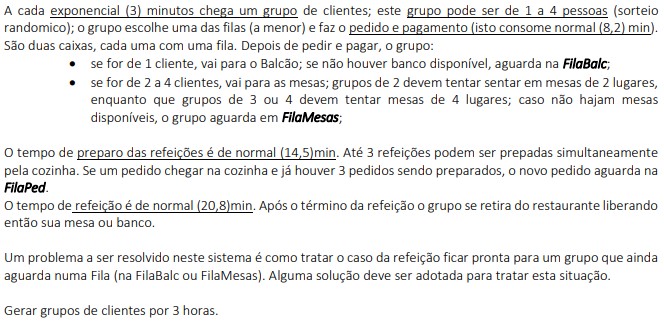 A cada exponencial (3) minutos chega um grupo de clientes; este grupo pode ser de 1 a 4 pessoas (sorteio
randomico); o grupo escolhe uma das filas (a menor) e faz o pedido e pagamento (isto consome normal (8,2) min).
São duas caixas, cada uma com uma fila. Depois de pedir e pagar, o grupo:
• se for de 1 cliente, vai para o Balcão; se não houver banco disponível, aguarda na FilaBalc;
• se for de 2 a 4 clientes, vai para as mesas; grupos de 2 devem tentar sentar em mesas de 2 lugares,
enquanto que grupos de 3 ou 4 devem tentar mesas de 4 lugares; caso não hajam mesas
disponíveis, o grupo aguarda em FilaMesas;
O tempo de preparo das refeições é de normal (14,5)min. Até 3 refeições podem ser prepadas simultaneamente
pela cozinha. Se um pedido chegar na cozinha e já houver 3 pedidos sendo preparados, o novo pedido aguarda na
FilaPed.
O tempo de refeição é de normal (20,8)min. Após o término da refeição o grupo se retira do restaurante liberando
então sua mesa ou banco.
Um problema a ser resolvido neste sistema é como tratar o caso da refeição ficar pronta para um grupo que ainda
aguarda numa Fila (na FilaBalc ou FilaMesas). Alguma solução deve ser adotada para tratar esta situação.
Gerar grupos de clientes por 3 horas.